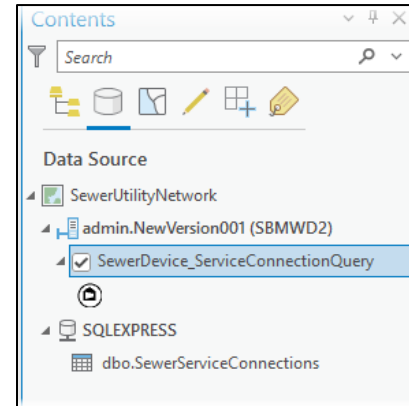 Contents
Search
Data Source
SewerUtilityNetwork
admin.NewVersion001 (SBMWD2)
SewerDevice_ServiceConnectionQuery
SQLEXPRESS
dbo.SewerServiceConnections